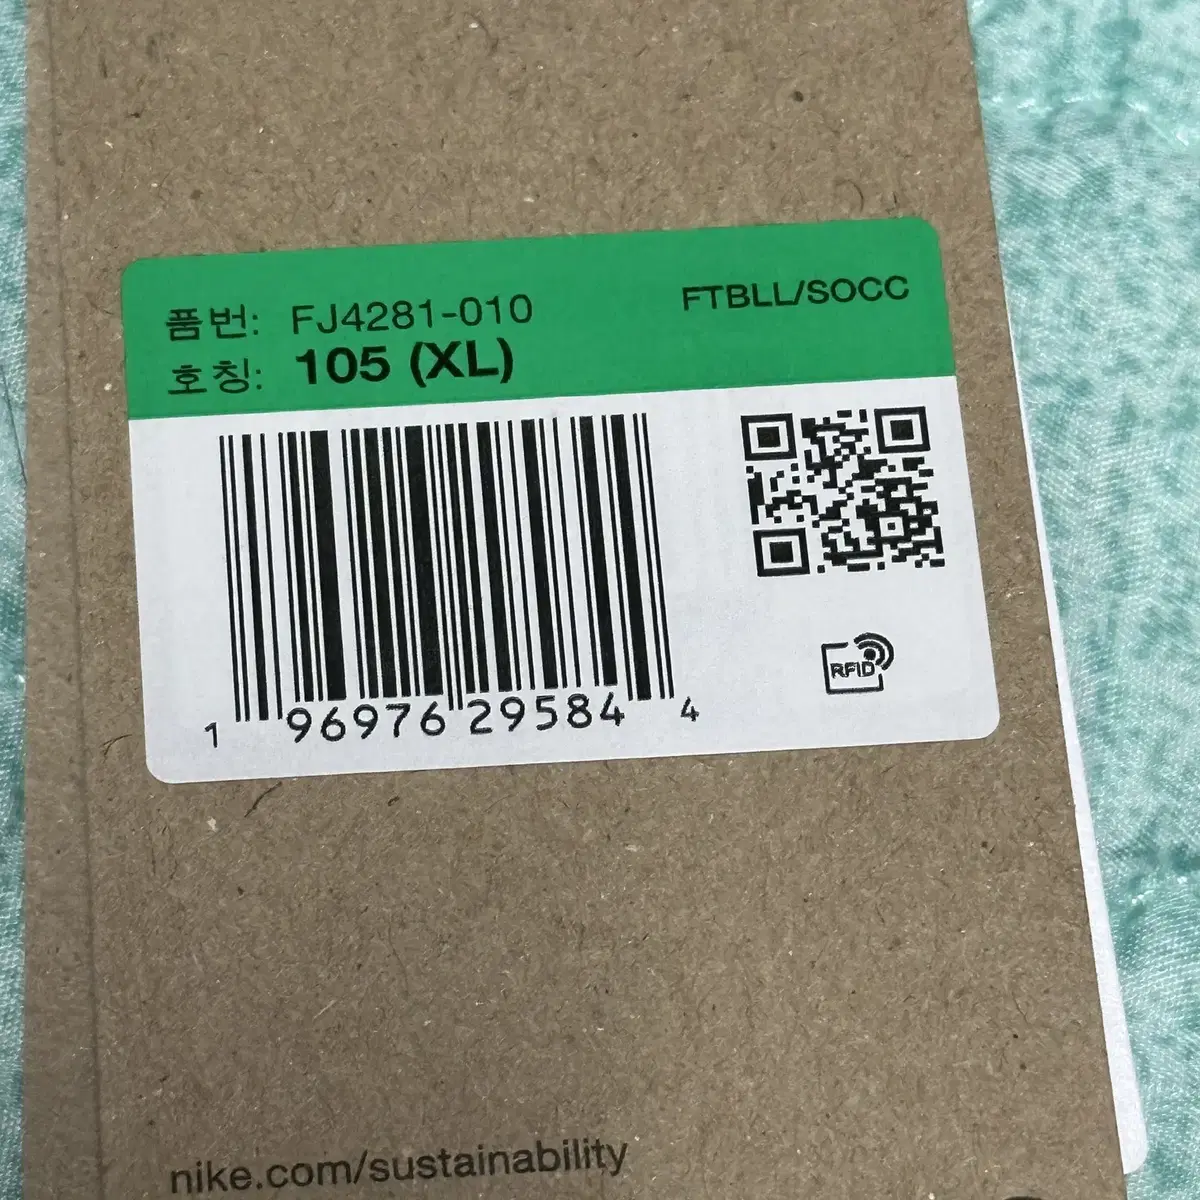 품번: FJ4281-010
FTBLL/SOCC
호칭: 105 (XL)
RFID
1 96976 29584 4
nike.com/sustainability